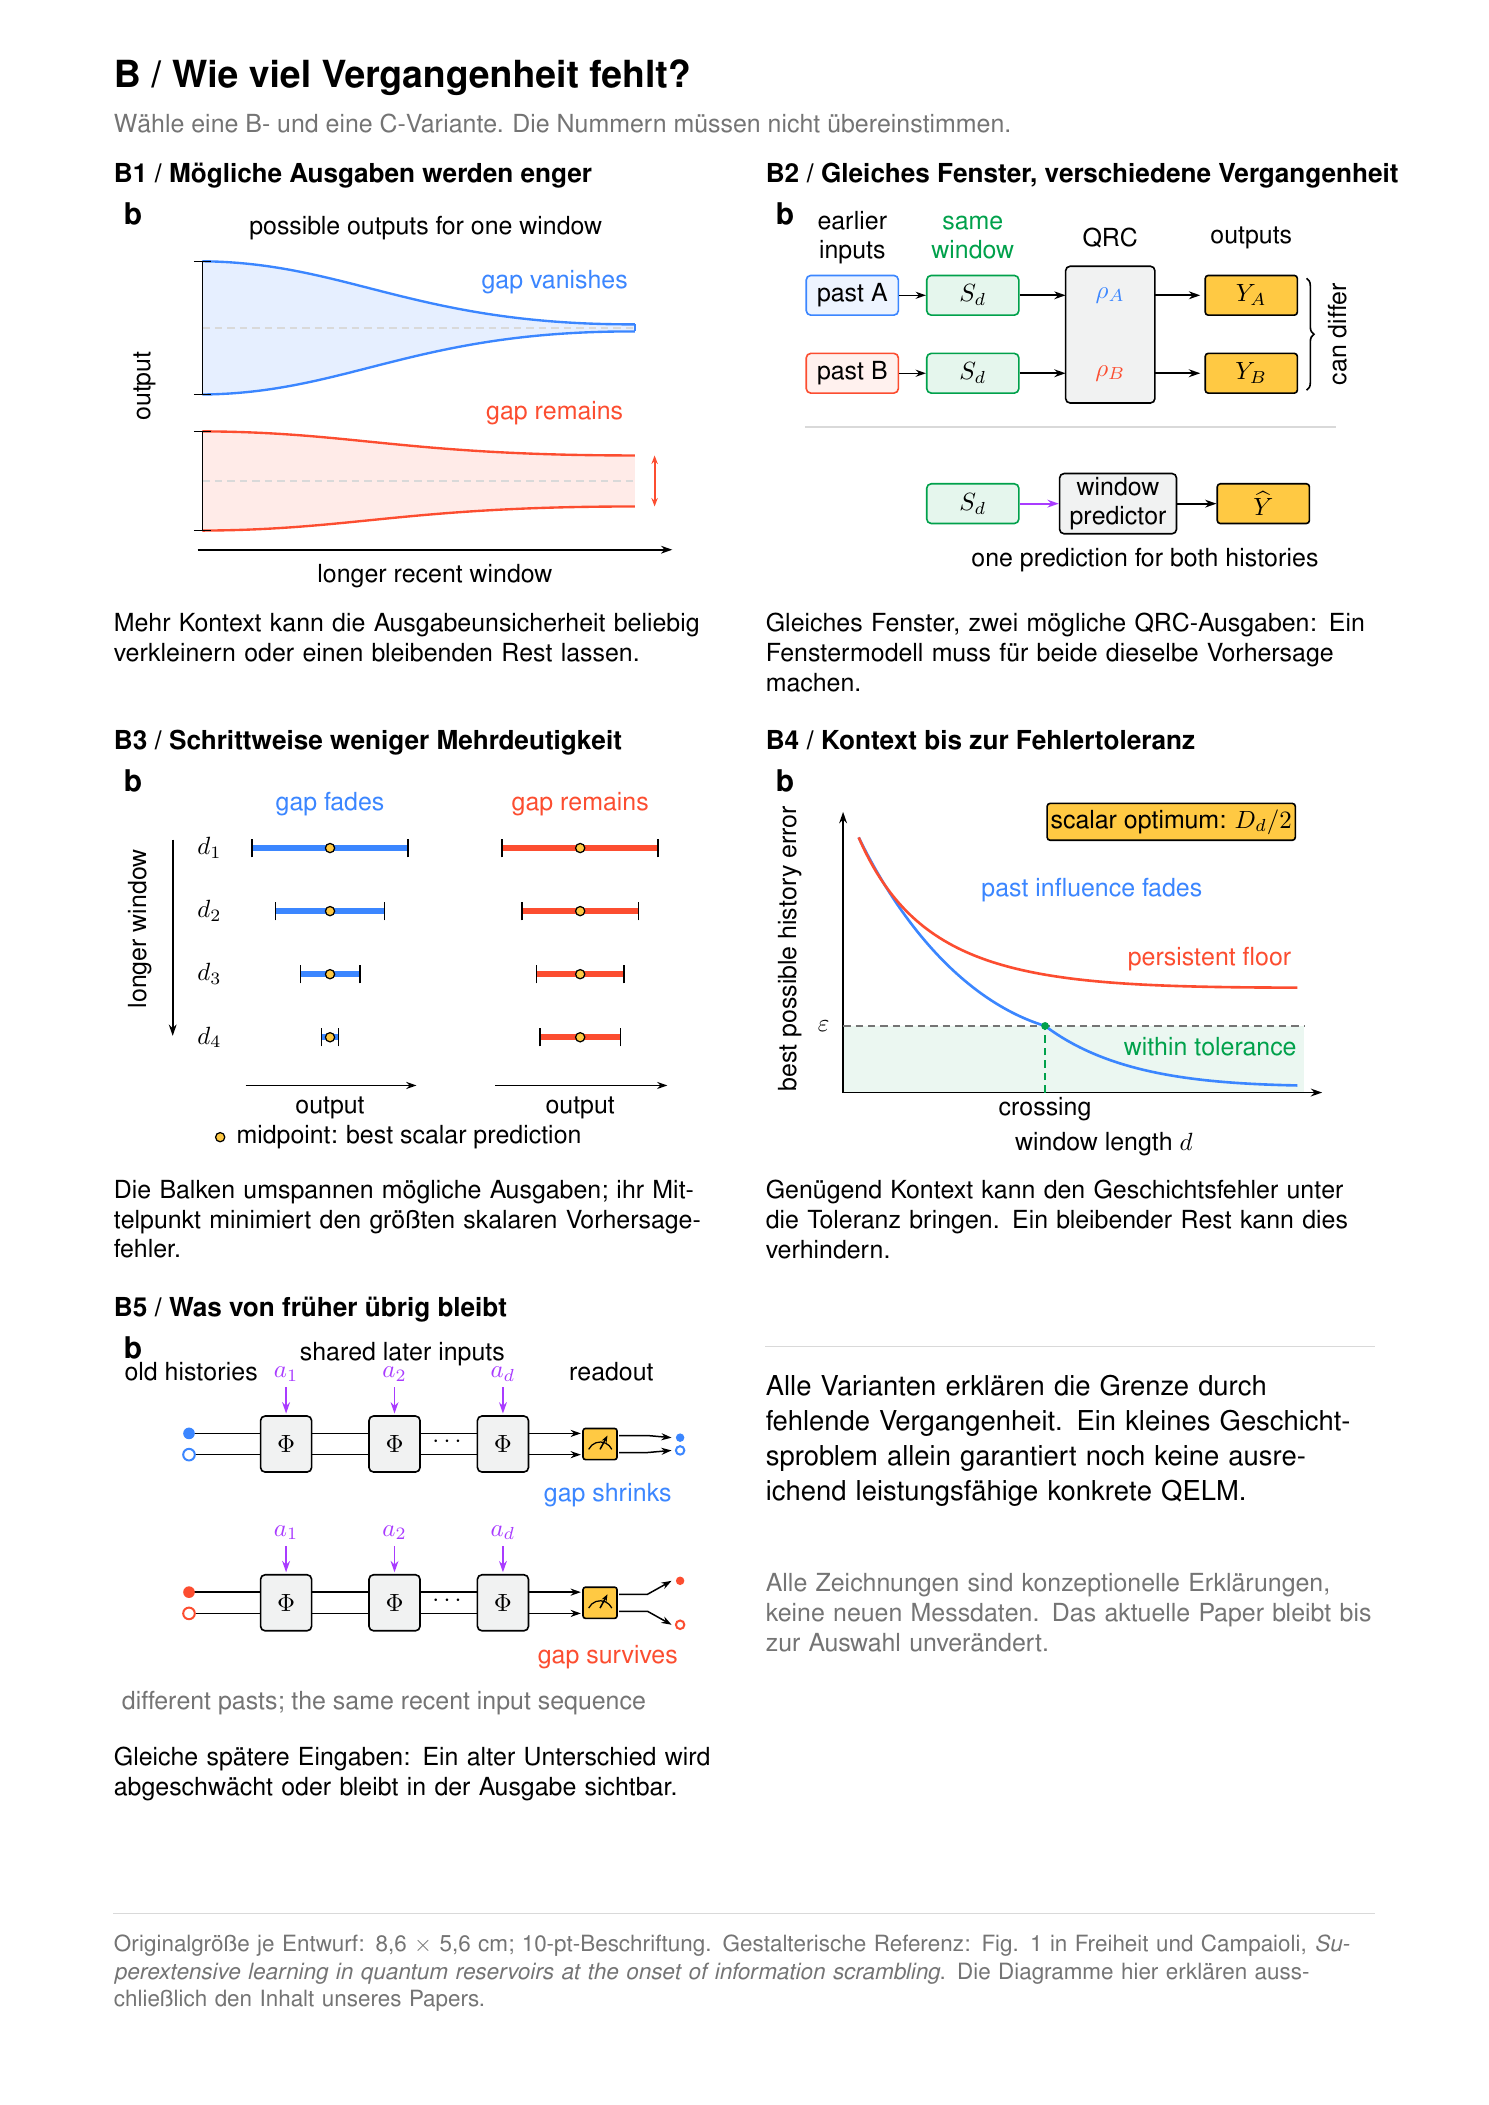 B / Wie viel Vergangenheit fehlt?
Wähle eine B- und eine C-Variante. Die Nummern müssen nicht übereinstimmen.
B1 / Mögliche Ausgaben werden enger
b
possible outputs for one window
gap vanishes
output
gap remains
longer recent window
Mehr Kontext kann die Ausgabeunsicherheit beliebig
verkleinern oder einen bleibenden Rest lassen.
B2 / Gleiches Fenster, verschiedene Vergangenheit
b
earlier
inputs
same
window
QRC
outputs
past A
S_d
ρ_A
Y_A
past B
S_d
ρ_B
Y_B
can differ
S_d
window
predictor
Ŷ
one prediction for both histories
Gleiches Fenster, zwei mögliche QRC-Ausgaben: Ein
Fenstermodell muss für beide dieselbe Vorhersage
machen.
B3 / Schrittweise weniger Mehrdeutigkeit
b
gap fades
gap remains
longer window
d_1
d_2
d_3
d_4
output
output
midpoint: best scalar prediction
Die Balken umspannen mögliche Ausgaben; ihr Mit-
telpunkt minimiert den größten skalaren Vorhersage-
fehler.
B4 / Kontext bis zur Fehlertoleranz
b
best possible history error
scalar optimum: D_d/2
past influence fades
persistent floor
ε
within tolerance
crossing
window length d
Genügend Kontext kann den Geschichtsfehler unter
die Toleranz bringen. Ein bleibender Rest kann dies
verhindern.
B5 / Was von früher übrig bleibt
b
shared later inputs
old histories
a_1
a_2
a_d
readout
Φ
Φ
···
Φ
gap shrinks
a_1
a_2
a_d
Φ
Φ
···
Φ
gap survives
different pasts; the same recent input sequence
Gleiche spätere Eingaben: Ein alter Unterschied wird
abgeschwächt oder bleibt in der Ausgabe sichtbar.
Alle Varianten erklären die Grenze durch
fehlende Vergangenheit. Ein kleines Geschicht-
sproblem allein garantiert noch keine ausre-
ichend leistungsfähige konkrete QELM.
Alle Zeichnungen sind konzeptionelle Erklärungen,
keine neuen Messdaten. Das aktuelle Paper bleibt bis
zur Auswahl unverändert.
Originalgröße je Entwurf: 8,6 × 5,6 cm; 10-pt-Beschriftung. Gestalterische Referenz: Fig. 1 in Freiheit und Campaioli, Su-
perextensive learning in quantum reservoirs at the onset of information scrambling. Die Diagramme hier erklären auss-
chließlich den Inhalt unseres Papers.